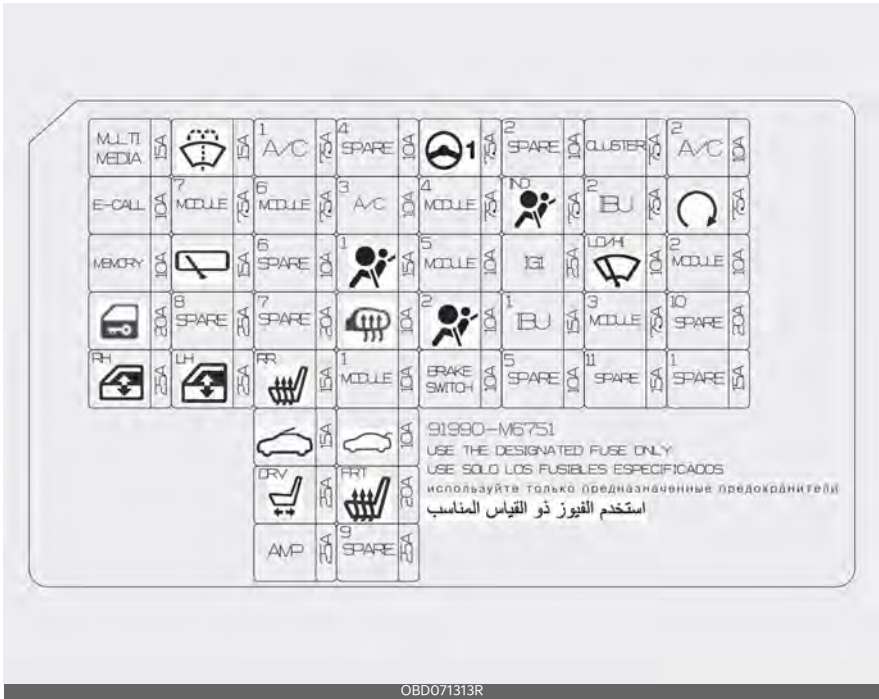 MULTI MEDIA 15A 15A 1 A/C 7.5A 4 SPARE 10A 1 7.5A 2 SPARE 10A CLUSTER 7.5A 2 A/C 10A
E-CALL 10A 7 MODULE 7.5A 6 MODULE 7.5A 3 A/C 10A 4 MODULE 10A IND 7.5A 2 IBU 7.5A 7.5A
MEMORY 10A 15A 6 SPARE 10A 1 15A 5 MODULE 10A IG1 25A LO/HI 10A 2 MODULE 10A
20A 8 SPARE 25A 7 SPARE 20A 10A 2 10A 1 IBU 15A 3 MODULE 7.5A 10 SPARE 20A
RH 25A LH 25A RR 15A 1 MODULE 10A BRAKE SWITCH 10A 5 SPARE 10A 11 SPARE 15A 1 SPARE 15A
15A 10A
DRV 25A FRT 20A
AMP 25A 9 SPARE 25A
91990-M6751
USE THE DESIGNATED FUSE ONLY
USE SOLO LOS FUSIBLES ESPECIFICADOS
используйте только предназначенные предохранители
استخدم الفيوز ذو القياس المناسب
OBD071313R